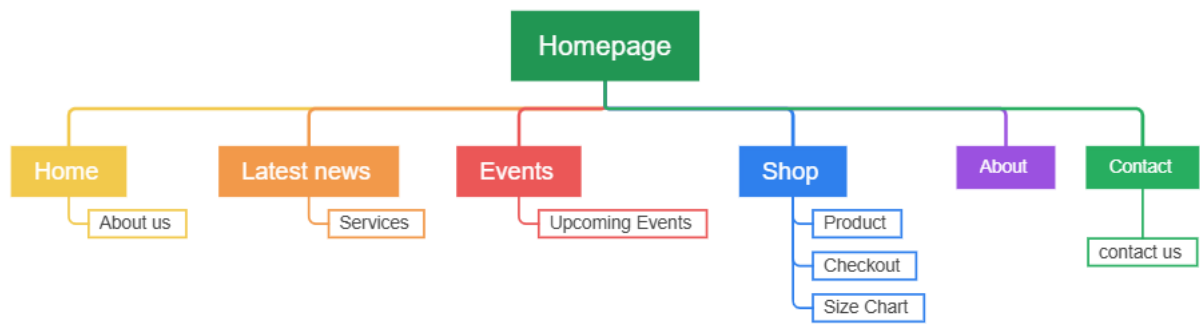 Homepage
Home
Latest news
Events
Shop
About
Contact
About us
Services
Upcoming Events
Product
Checkout
Size Chart
contact us